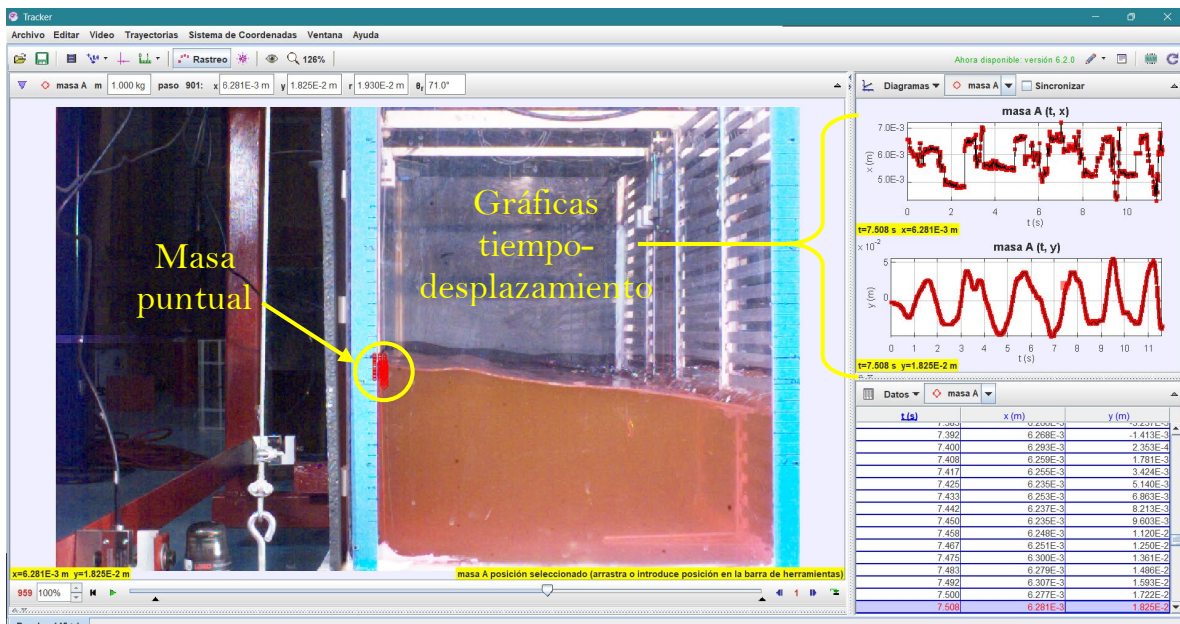 Tracker
Archivo Editar Video Trayectorias Sistema de Coordenadas Ventana Ayuda
Rastreo 126% Ahora disponible: versión 6.2.0
masa A m 1.000 kg paso 901: x 6.281E-3 m y 1.825E-2 m r 1.930E-2 m θr 71.0°
Diagramas masa A Sincronizar
masa A (t, x)
7.0E-3
6.0E-3
5.0E-3
x (m)
0 2 4 6 8 10
t (s)
t=7.508 s x=6.281E-3 m
masa A (t, y)
× 10^-2
5
0
y (m)
0 1 2 3 4 5 6 7 8 9 10 11
t (s)
t=7.508 s y=1.825E-2 m
Gráficas
tiempo-
desplazamiento
Masa
puntual
Datos masa A
t (s) x (m) y (m)
7.383 6.260E-3 -3.237E-3
7.392 6.268E-3 -1.413E-3
7.400 6.293E-3 2.353E-4
7.408 6.259E-3 1.781E-3
7.417 6.255E-3 3.424E-3
7.425 6.235E-3 5.140E-3
7.433 6.253E-3 6.863E-3
7.442 6.237E-3 8.213E-3
7.450 6.235E-3 9.603E-3
7.458 6.248E-3 1.120E-2
7.467 6.251E-3 1.250E-2
7.475 6.300E-3 1.361E-2
7.483 6.279E-3 1.486E-2
7.492 6.307E-3 1.593E-2
7.500 6.277E-3 1.722E-2
7.508 6.281E-3 1.825E-2
x=6.281E-3 m y=1.825E-2 m
masa A posición seleccionado (arrastra o introduce posición en la barra de herramientas)
959 100% 1